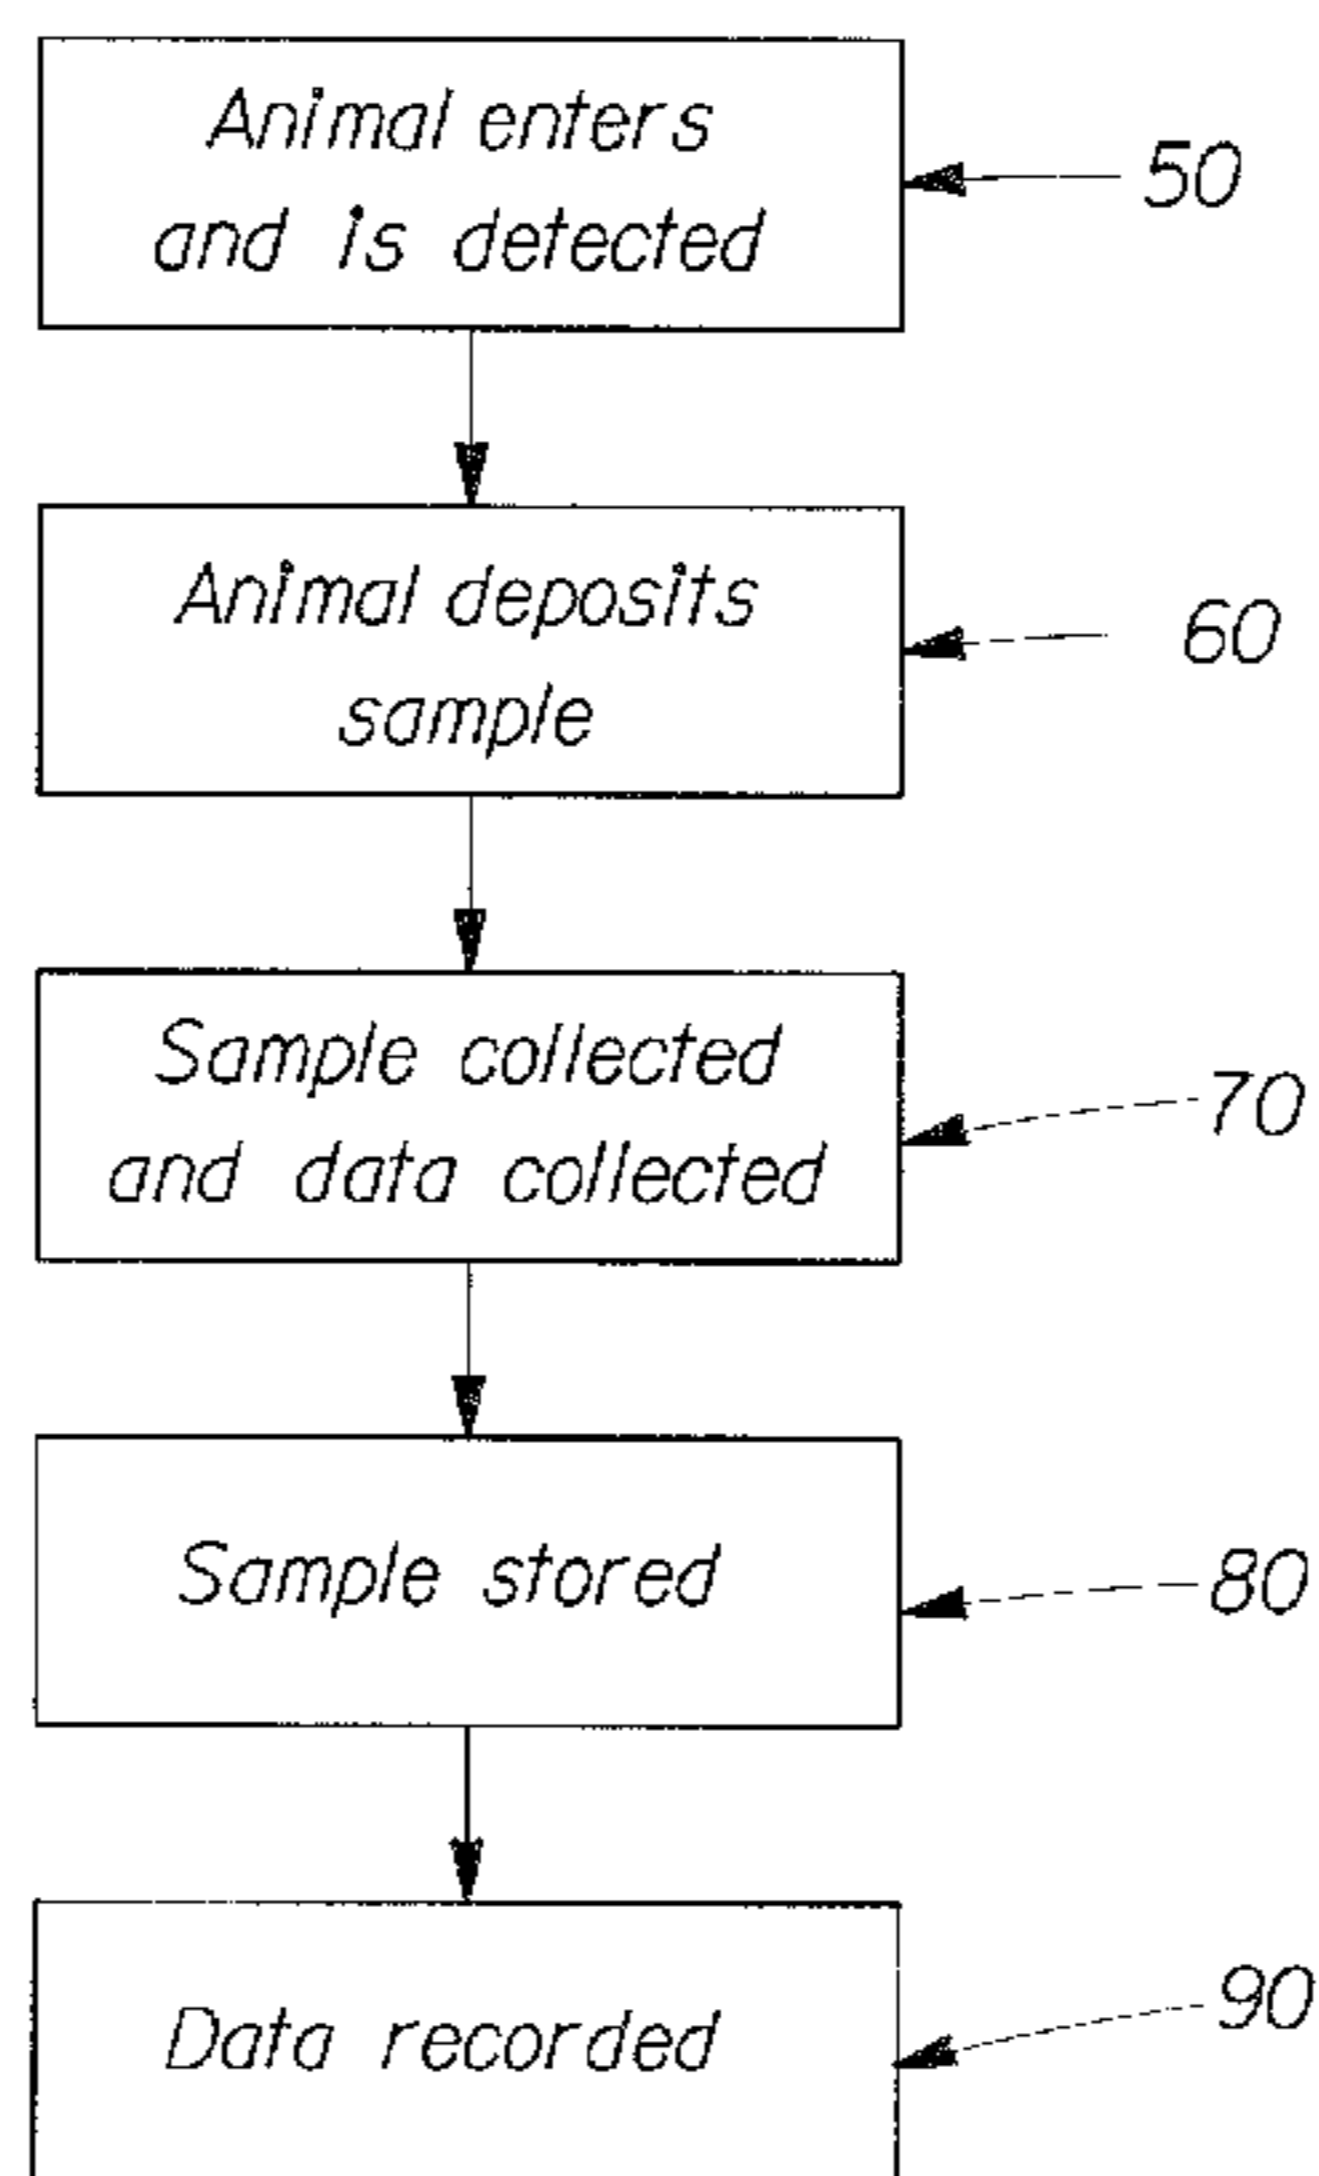 Animal enters
and is detected
50
Animal deposits
sample
60
Sample collected
and data collected
70
Sample stored
80
Data recorded
90